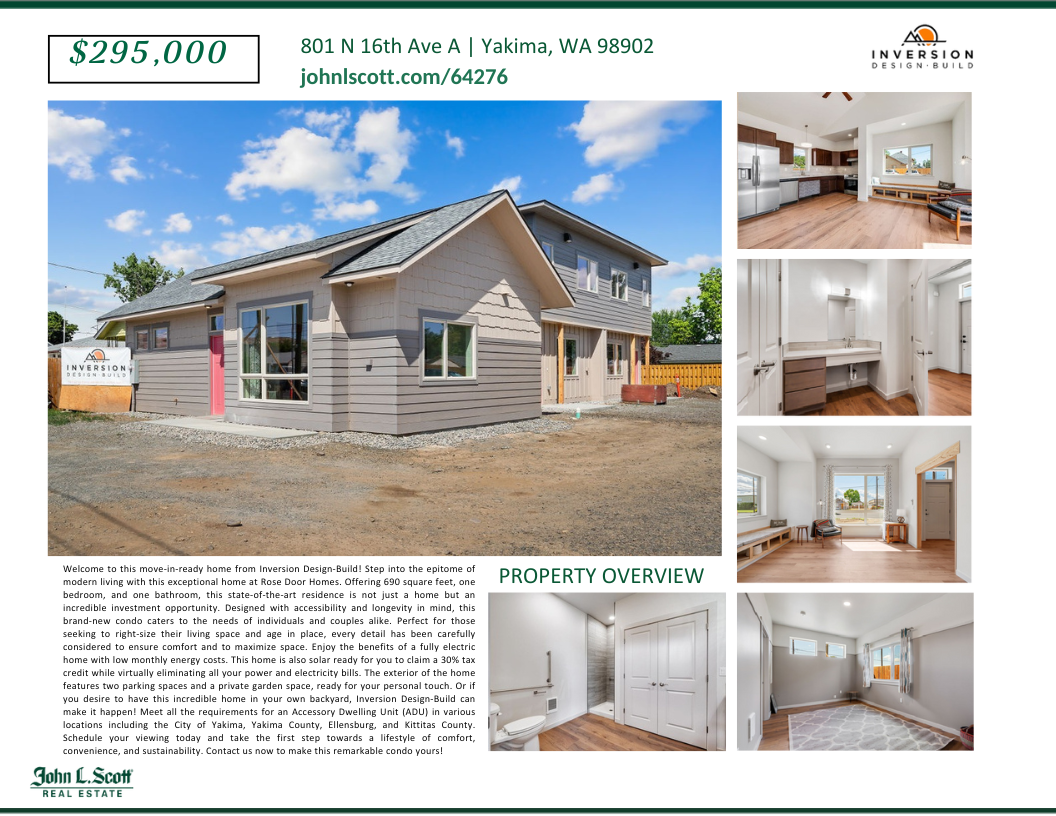 $295,000
801 N 16th Ave A | Yakima, WA 98902
johnlscott.com/64276
INVERSION
DESIGN·BUILD
INVERSION
DESIGN·BUILD
Welcome to this move-in-ready home from Inversion Design-Build! Step into the epitome of
modern living with this exceptional home at Rose Door Homes. Offering 690 square feet, one
bedroom, and one bathroom, this state-of-the-art residence is not just a home but an
incredible investment opportunity. Designed with accessibility and longevity in mind, this
brand-new condo caters to the needs of individuals and couples alike. Perfect for those
seeking to right-size their living space and age in place, every detail has been carefully
considered to ensure comfort and to maximize space. Enjoy the benefits of a fully electric
home with low monthly energy costs. This home is also solar ready for you to claim a 30% tax
credit while virtually eliminating all your power and electricity bills. The exterior of the home
features two parking spaces and a private garden space, ready for your personal touch. Or if
you desire to have this incredible home in your own backyard, Inversion Design-Build can
make it happen! Meet all the requirements for an Accessory Dwelling Unit (ADU) in various
locations including the City of Yakima, Yakima County, Ellensburg, and Kittitas County.
Schedule your viewing today and take the first step towards a lifestyle of comfort,
convenience, and sustainability. Contact us now to make this remarkable condo yours!
PROPERTY OVERVIEW
John L. Scott
REAL ESTATE